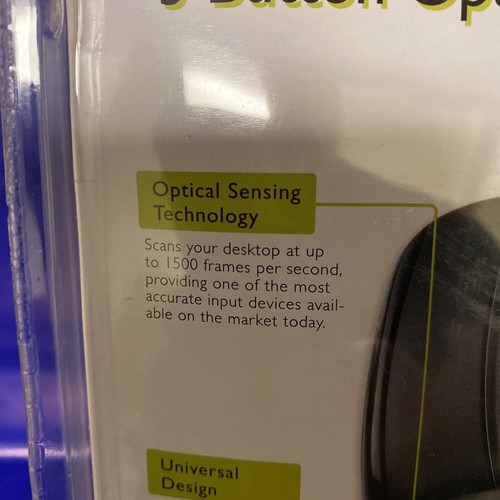 Button
Optical Sensing
Technology
Scans your desktop at up
to 1500 frames per second,
providing one of the most
accurate input devices avail-
able on the market today.
Universal
Design